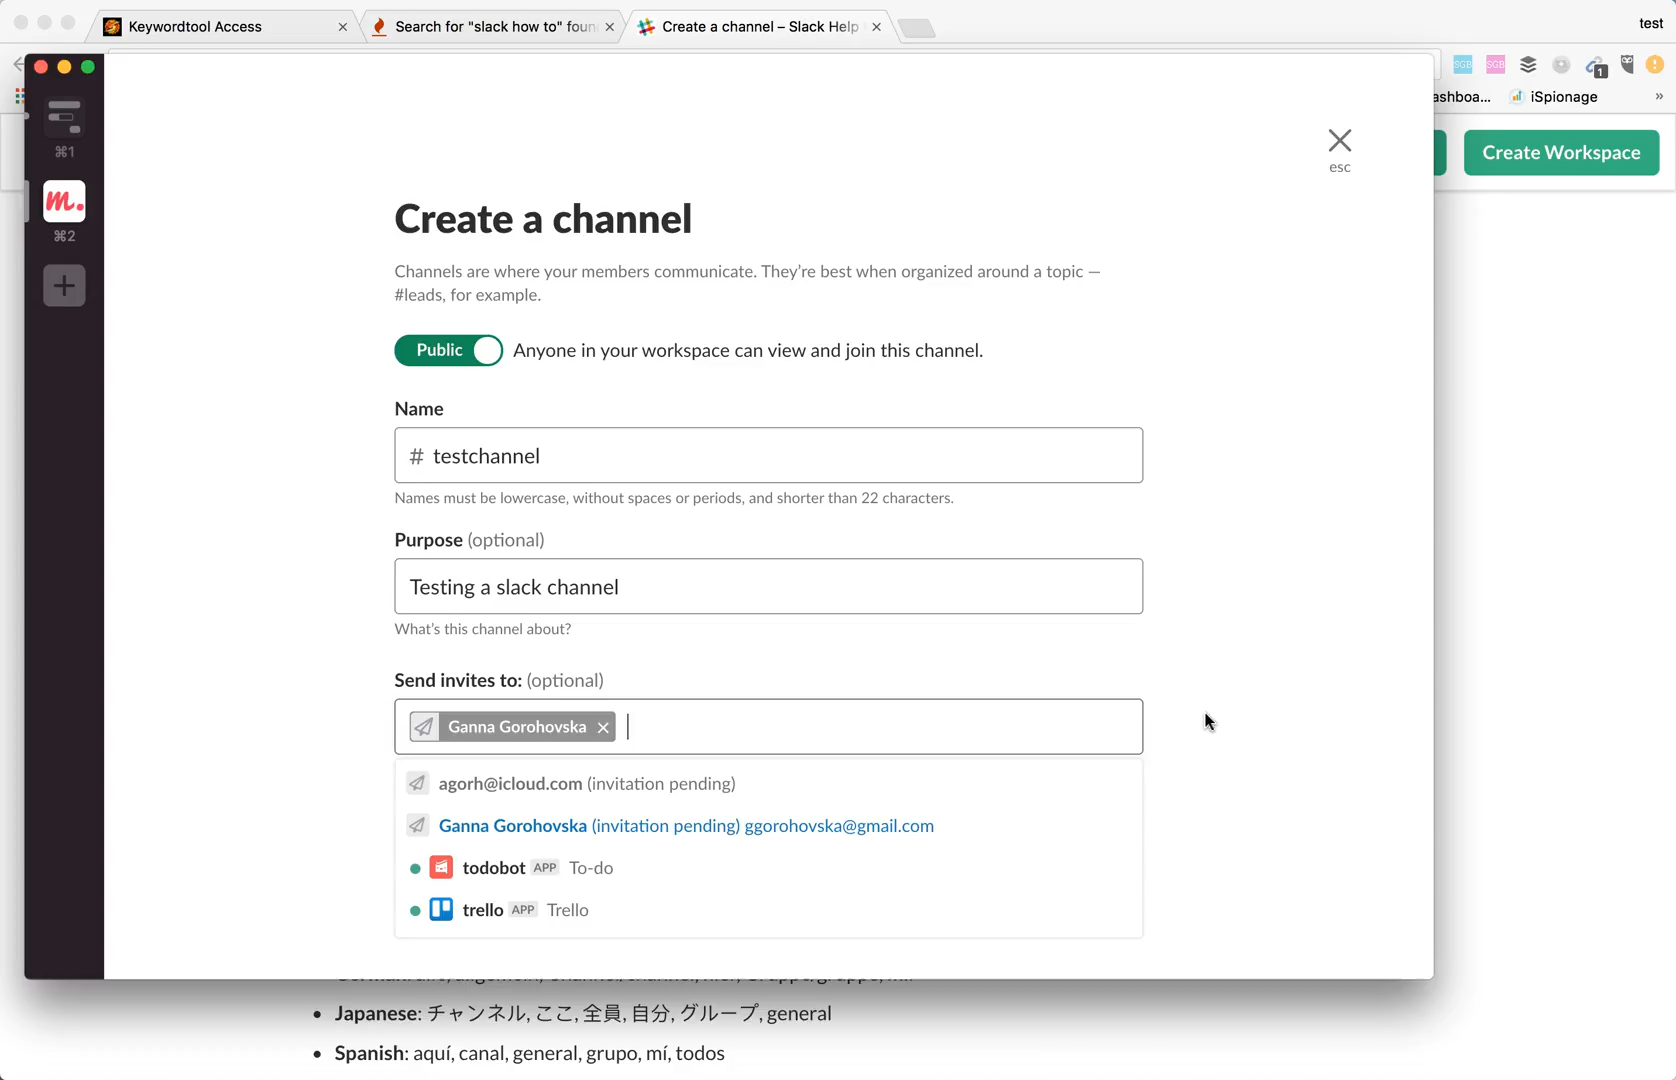 Keywordtool Access
Search for "slack how to" foun
Create a channel – Slack Help
test
SGB
SGB
1
ashboa...
iSpionage
»
⌘1
m.
⌘2
esc
Create Workspace
Create a channel
Channels are where your members communicate. They're best when organized around a topic —
#leads, for example.
Public
Anyone in your workspace can view and join this channel.
Name
# testchannel
Names must be lowercase, without spaces or periods, and shorter than 22 characters.
Purpose (optional)
Testing a slack channel
What's this channel about?
Send invites to: (optional)
Ganna Gorohovska
agorh@icloud.com (invitation pending)
Ganna Gorohovska (invitation pending) ggorohovska@gmail.com
todobot APP To-do
trello APP Trello
Japanese: チャンネル, ここ, 全員, 自分, グループ, general
Spanish: aquí, canal, general, grupo, mí, todos